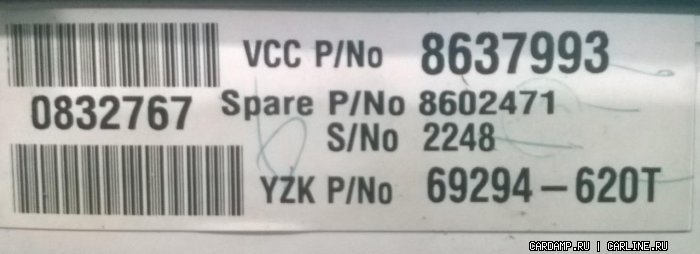 VCC P/No 8637993
0832767
Spare P/No 8602471
S/No 2248
YZK P/No 69294-620T
CARDAMP.RU | CARLINE.RU